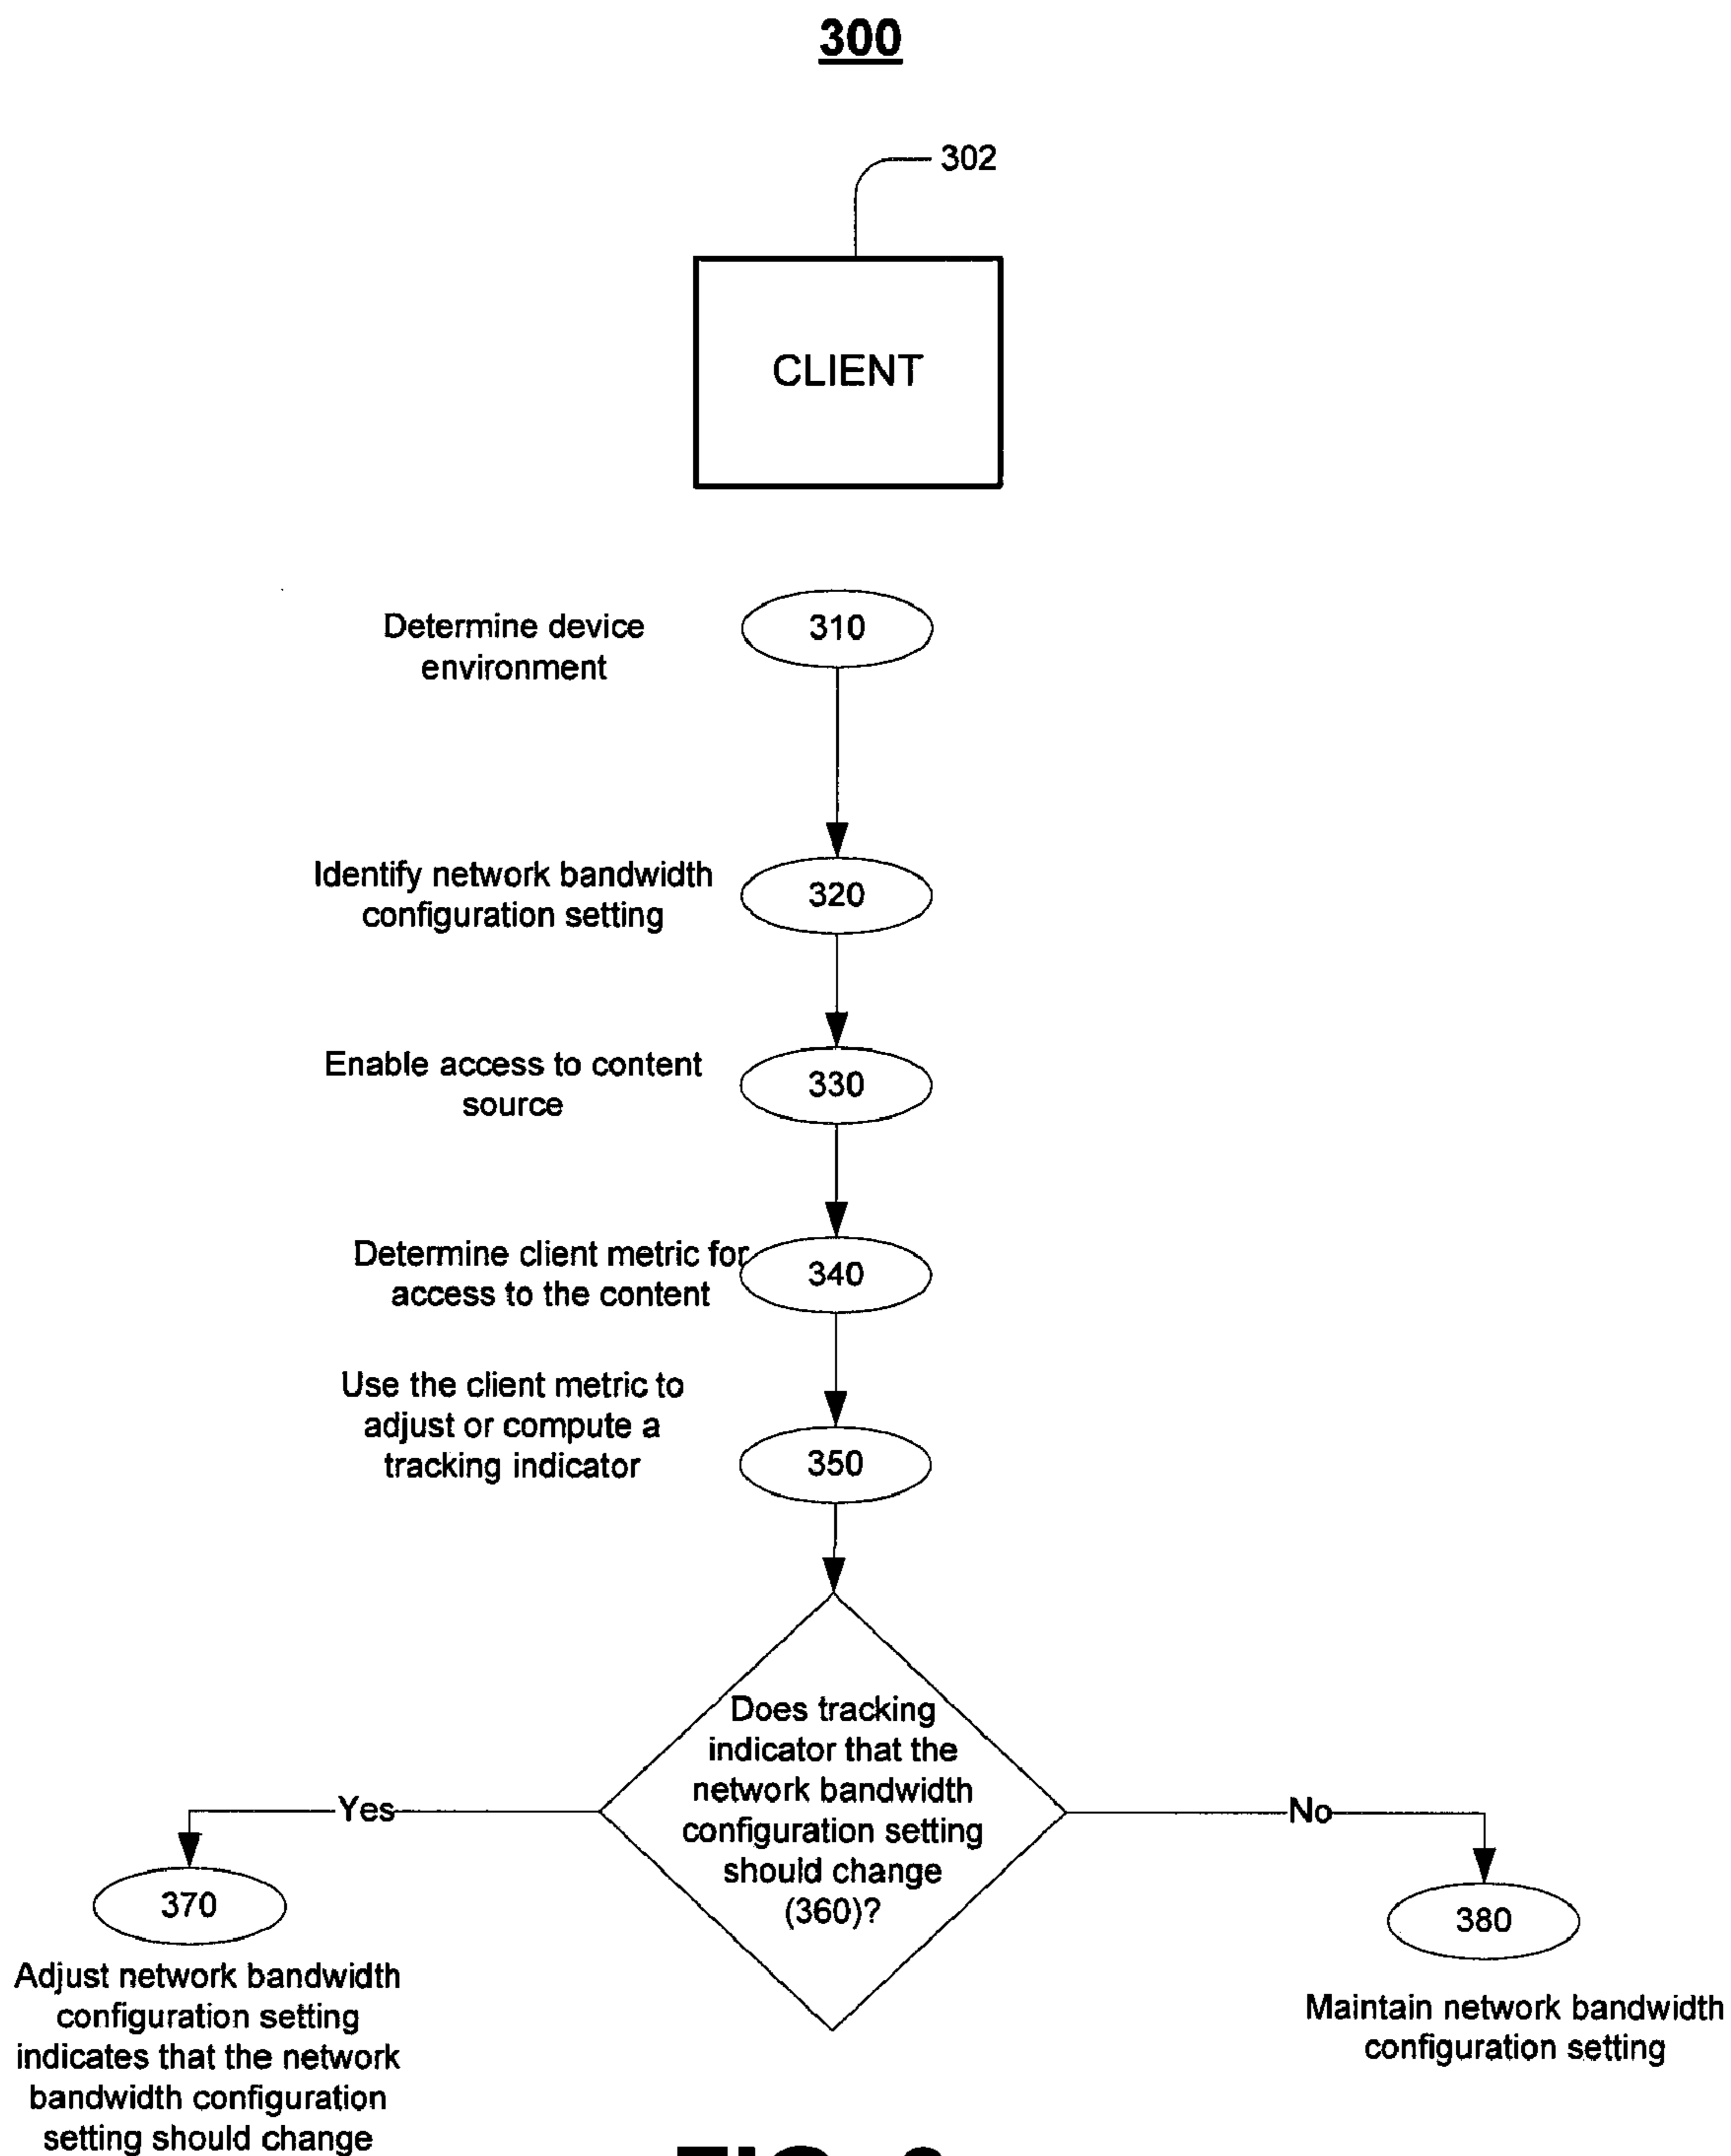 300
302
CLIENT
Determine device
environment
310
Identify network bandwidth
configuration setting
320
Enable access to content
source
330
Determine client metric for
access to the content
340
Use the client metric to
adjust or compute a
tracking indicator
350
Does tracking
indicator that the
network bandwidth
configuration setting
should change
(360)?
Yes
No
370
Adjust network bandwidth
configuration setting
indicates that the network
bandwidth configuration
setting should change
380
Maintain network bandwidth
configuration setting
FIG.